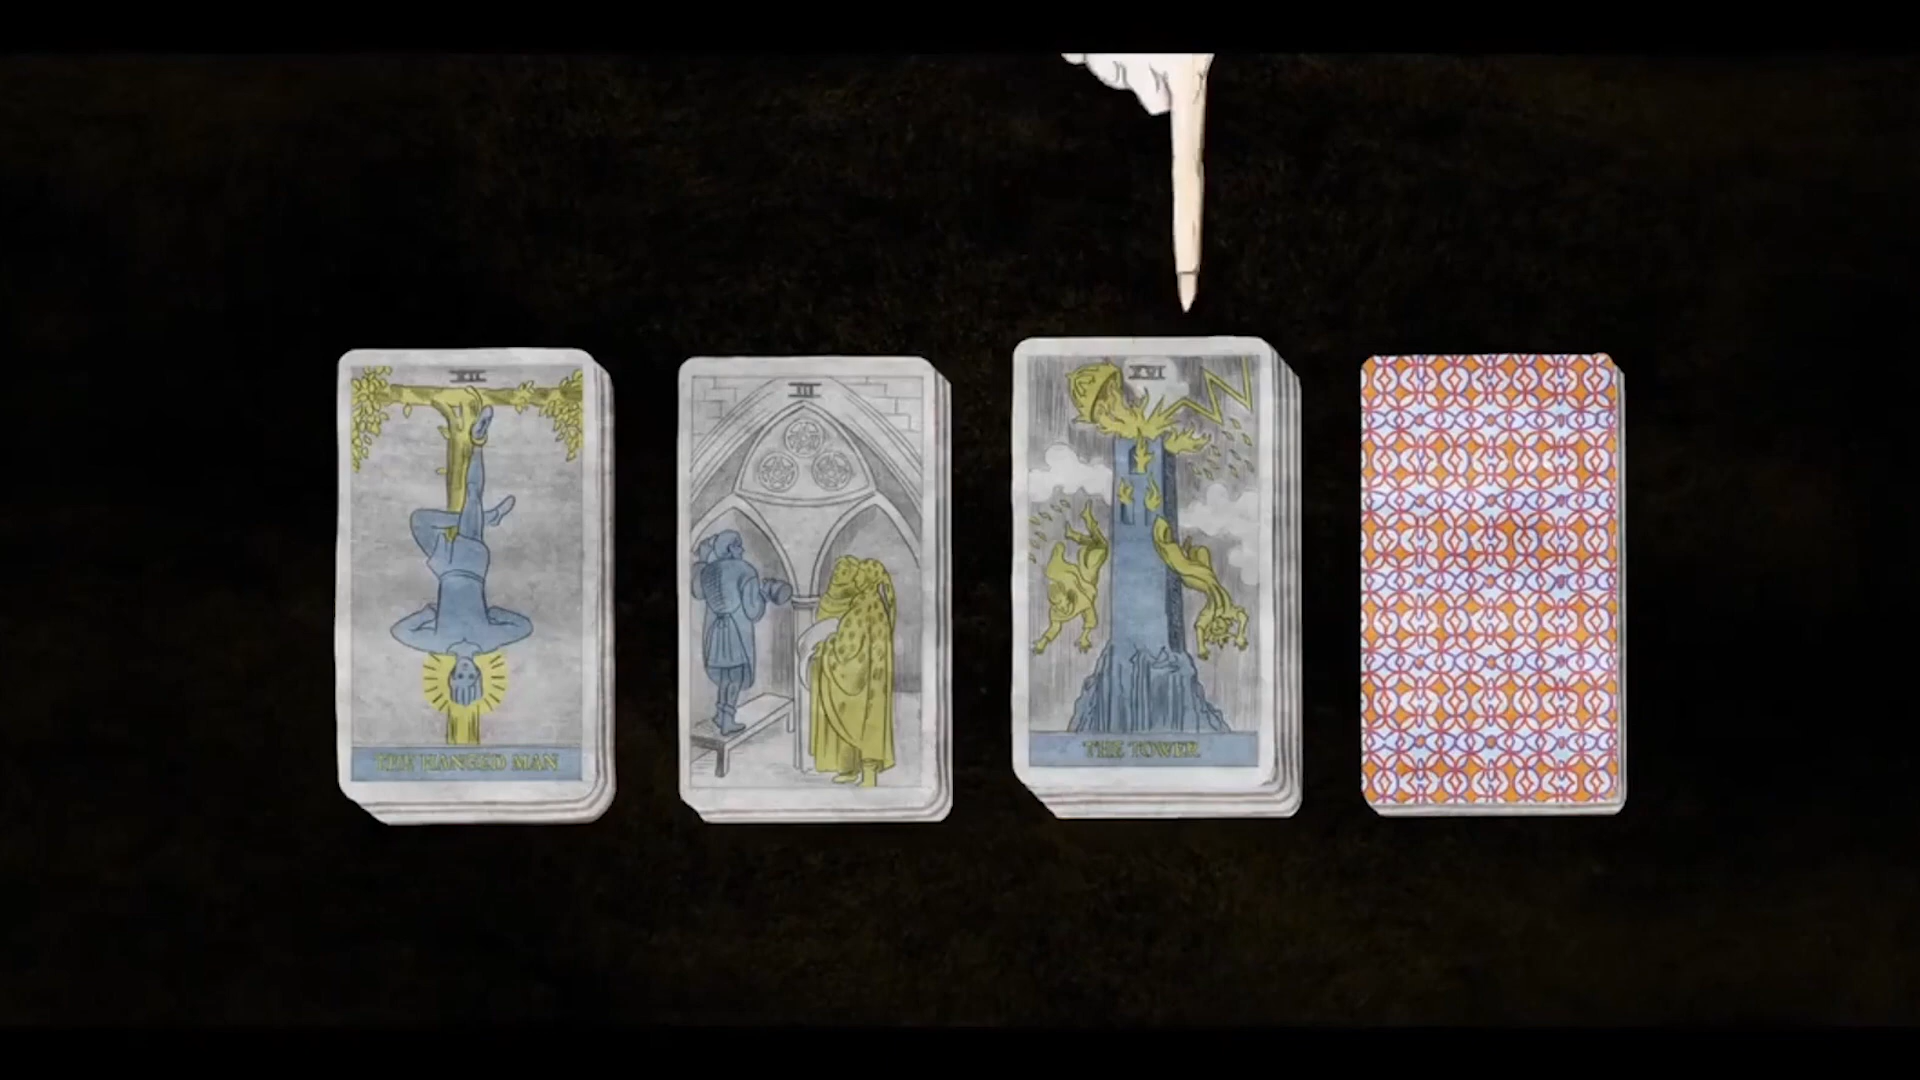 XII
THE HANGED MAN
III
XVI
THE TOWER